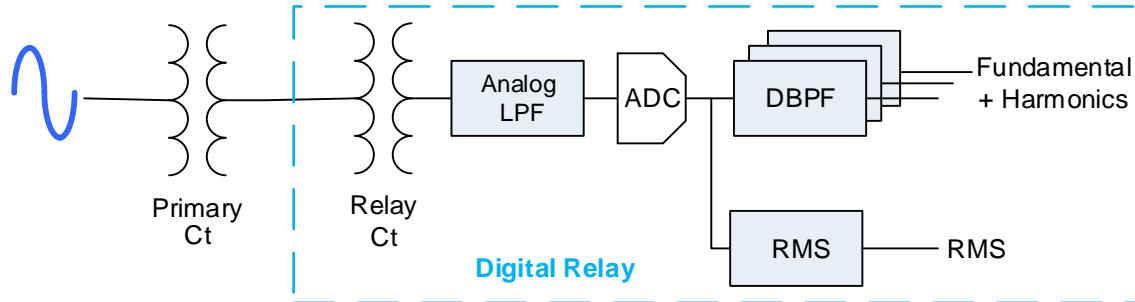 Primary
Ct
Relay
Ct
Analog
LPF
ADC
DBPF
Fundamental
+ Harmonics
RMS
RMS
Digital Relay